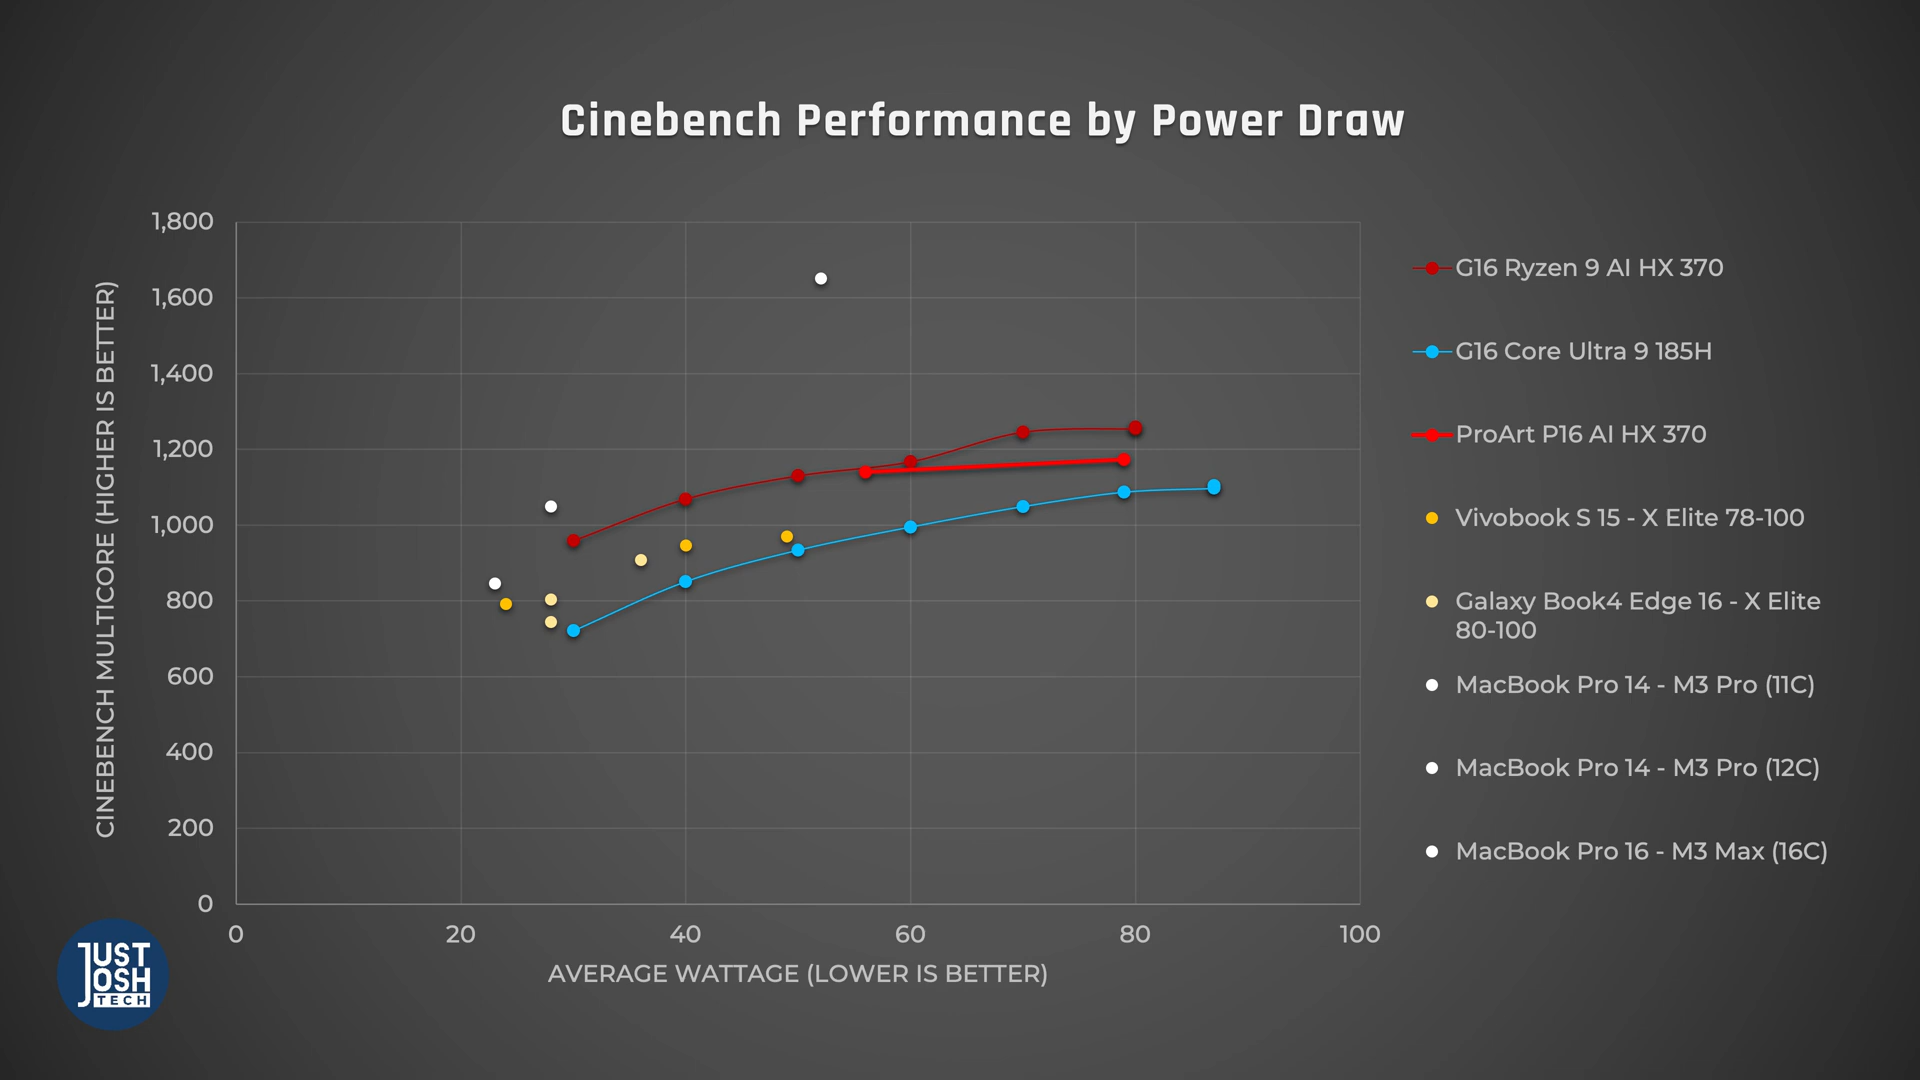 Cinebench Performance by Power Draw
CINEBENCH MULTICORE (HIGHER IS BETTER)
1,800
1,600
1,400
1,200
1,000
800
600
400
200
0
0 20 40 60 80 100
AVERAGE WATTAGE (LOWER IS BETTER)
G16 Ryzen 9 AI HX 370
G16 Core Ultra 9 185H
ProArt P16 AI HX 370
Vivobook S 15 - X Elite 78-100
Galaxy Book4 Edge 16 - X Elite
80-100
MacBook Pro 14 - M3 Pro (11C)
MacBook Pro 14 - M3 Pro (12C)
MacBook Pro 16 - M3 Max (16C)
JUST
JOSH
TECH